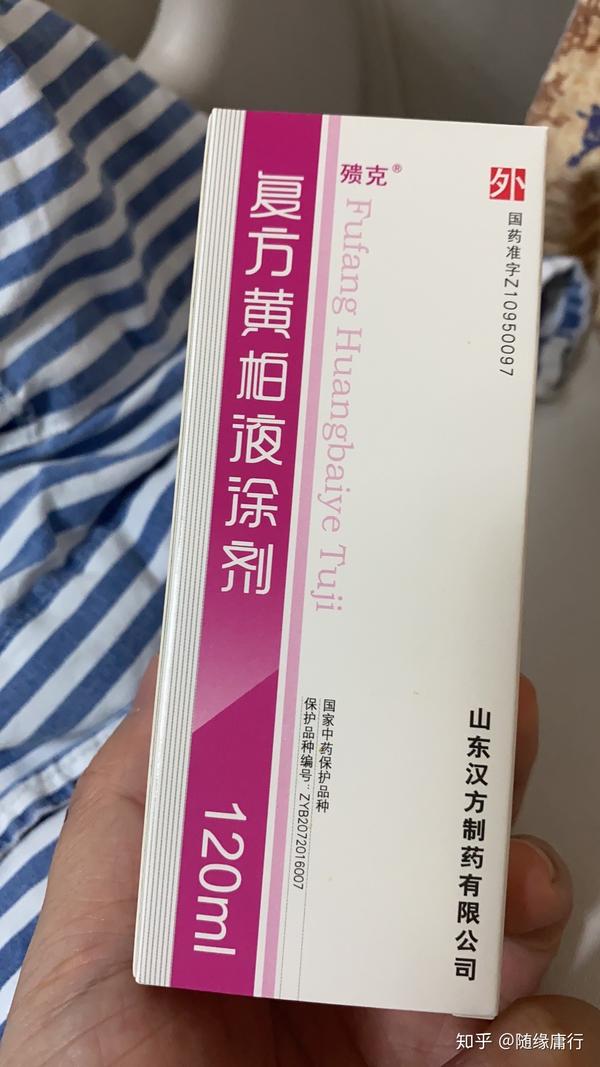 殨克®
外
国药准字Z10950097
复方黄柏液涂剂
Fufang Huangbaiye Tuji
国家中药保护品种
保护品种编号：ZYB2072016007
120ml
山东汉方制药有限公司
知乎 @随缘庸行